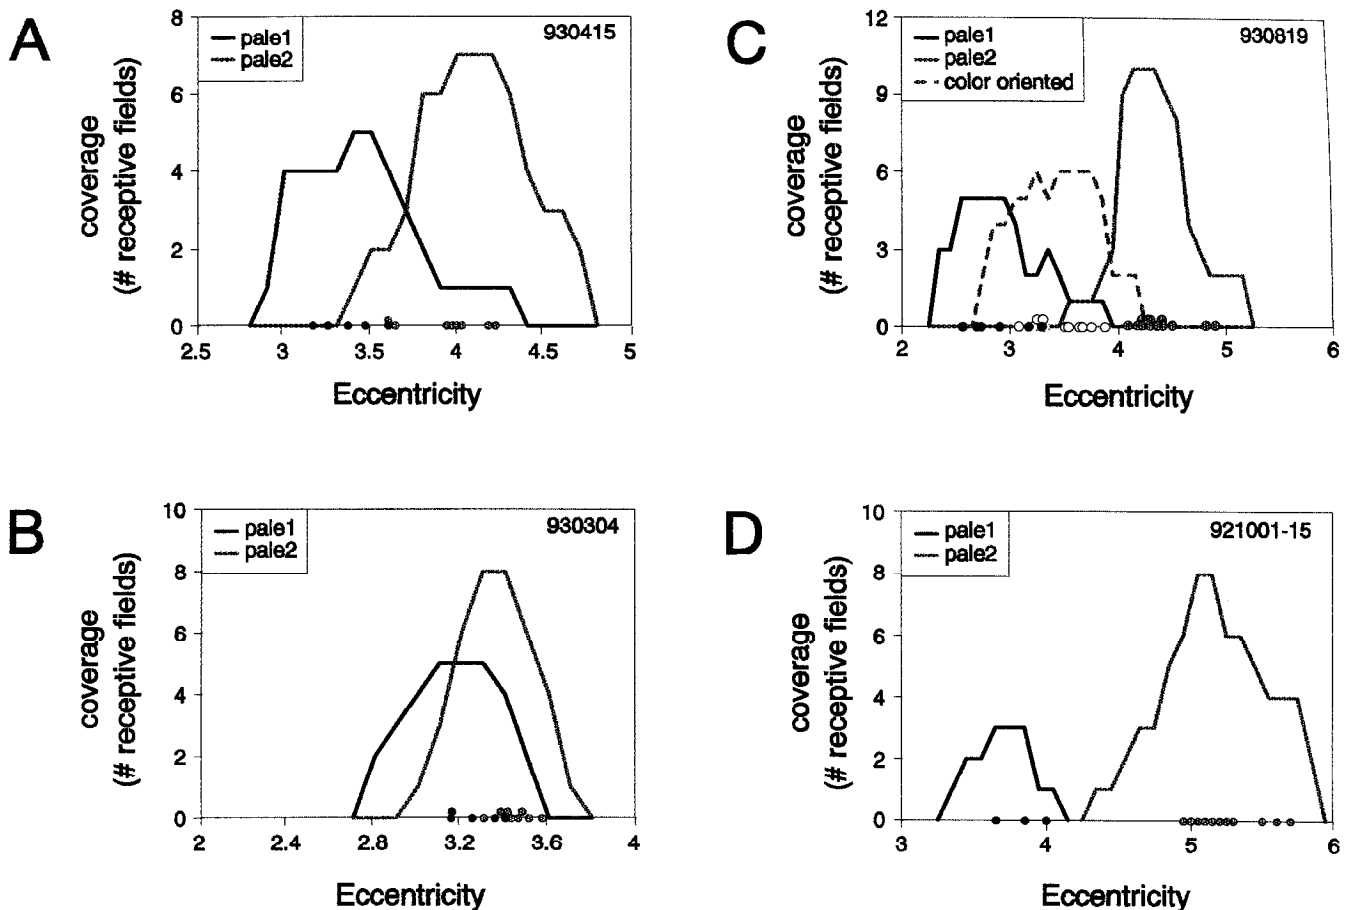 A
coverage
(# receptive fields)
8
6
4
2
0
pale1
pale2
930415
2.5 3 3.5 4 4.5 5
Eccentricity
C
coverage
(# receptive fields)
12
9
6
3
0
pale1
pale2
color oriented
930819
2 3 4 5 6
Eccentricity
B
coverage
(# receptive fields)
10
8
6
4
2
0
pale1
pale2
930304
2 2.4 2.8 3.2 3.6 4
Eccentricity
D
coverage
(# receptive fields)
10
8
6
4
2
0
pale1
pale2
921001-15
3 4 5 6
Eccentricity